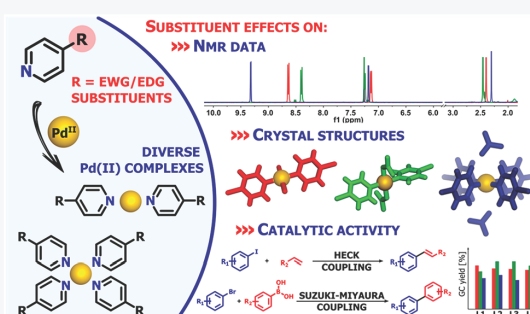 SUBSTITUENT EFFECTS ON:
>>> NMR DATA
R
N
R = EWG/EDG
SUBSTITUENTS
Pd^II
10.0 9.5 9.0 8.5 8.0 7.5 7.0 6.5 6.0 3.0 2.5 2.0
f1 (ppm)
>>> CRYSTAL STRUCTURES
DIVERSE
Pd(II) COMPLEXES
R N N R
>>> CATALYTIC ACTIVITY
R R
N N
N N
R R
R1 I + R2 HECK COUPLING R1 R2
R1 Br + R2 B OH OH SUZUKI-MIYAURA COUPLING R1 R2
GC yield [%]
L1 L2 L3